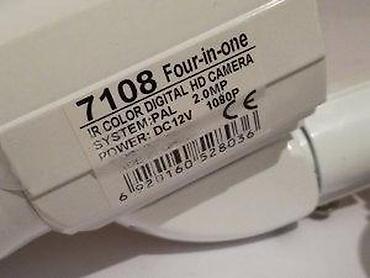 7108 Four-in-one
IR COLOR DIGITAL HD CAMERA
SYSTEM:PAL 2.0MP
POWER: DC12V 1080P CE
6 920160 528036